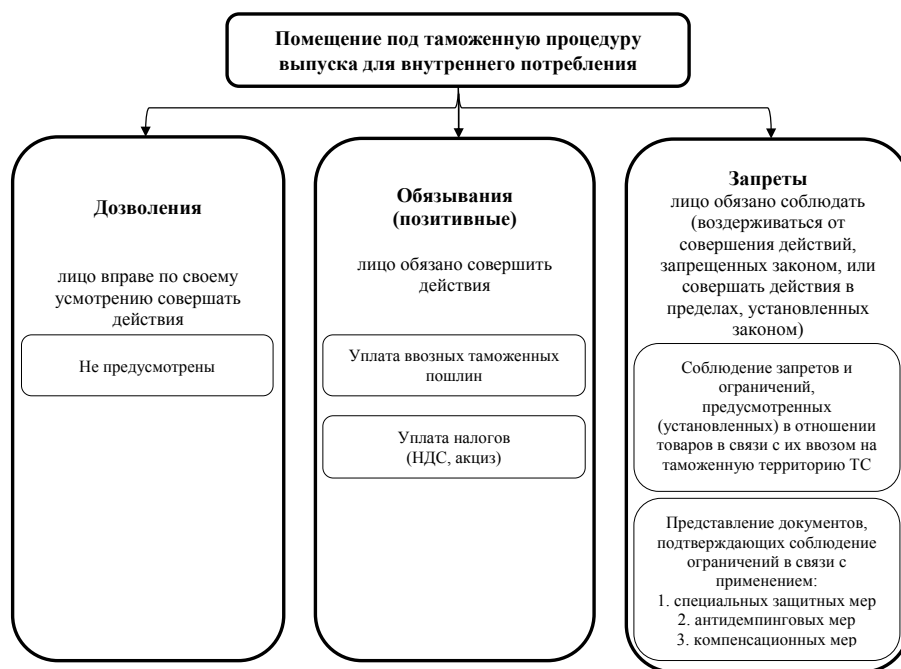 Помещение под таможенную процедуру
выпуска для внутреннего потребления
Дозволения
лицо вправе по своему
усмотрению совершать
действия
Не предусмотрены
Обязывания
(позитивные)
лицо обязано совершить
действия
Уплата ввозных таможенных
пошлин
Уплата налогов
(НДС, акциз)
Запреты
лицо обязано соблюдать
(воздерживаться от
совершения действий,
запрещенных законом, или
совершать действия в
пределах, установленных
законом)
Соблюдение запретов и
ограничений,
предусмотренных
(установленных) в отношении
товаров в связи с их ввозом на
таможенную территорию ТС
Представление документов,
подтверждающих соблюдение
ограничений в связи с
применением:
1. специальных защитных мер
2. антидемпинговых мер
3. компенсационных мер